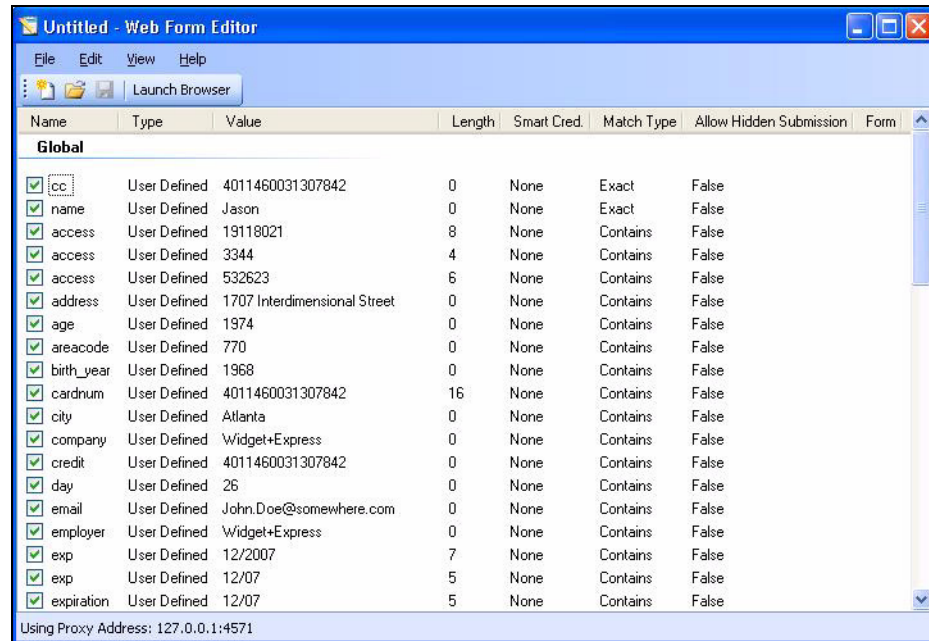 Untitled - Web Form Editor
File Edit View Help
Launch Browser
Name Type Value Length Smart Cred. Match Type Allow Hidden Submission Form
Global
cc User Defined 4011460031307842 0 None Exact False
name User Defined Jason 0 None Exact False
access User Defined 19118021 8 None Contains False
access User Defined 3344 4 None Contains False
access User Defined 532623 6 None Contains False
address User Defined 1707 Interdimensional Street 0 None Contains False
age User Defined 1974 0 None Contains False
areacode User Defined 770 0 None Contains False
birth_year User Defined 1968 0 None Contains False
cardnum User Defined 4011460031307842 16 None Contains False
city User Defined Atlanta 0 None Contains False
company User Defined Widget+Express 0 None Contains False
credit User Defined 4011460031307842 0 None Contains False
day User Defined 26 0 None Contains False
email User Defined John.Doe@somewhere.com 0 None Contains False
employer User Defined Widget+Express 0 None Contains False
exp User Defined 12/2007 7 None Contains False
exp User Defined 12/07 5 None Contains False
expiration User Defined 12/07 5 None Contains False
Using Proxy Address: 127.0.0.1:4571